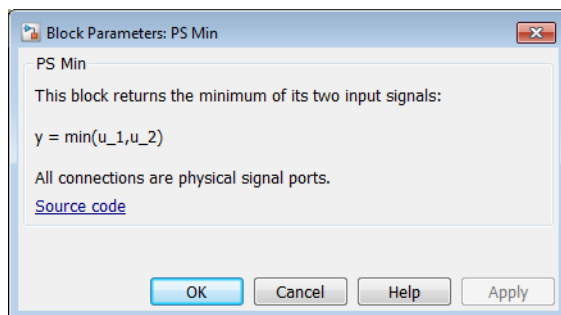 Block Parameters: PS Min
PS Min
This block returns the minimum of its two input signals:
y = min(u_1,u_2)
All connections are physical signal ports.
Source code
OK Cancel Help Apply